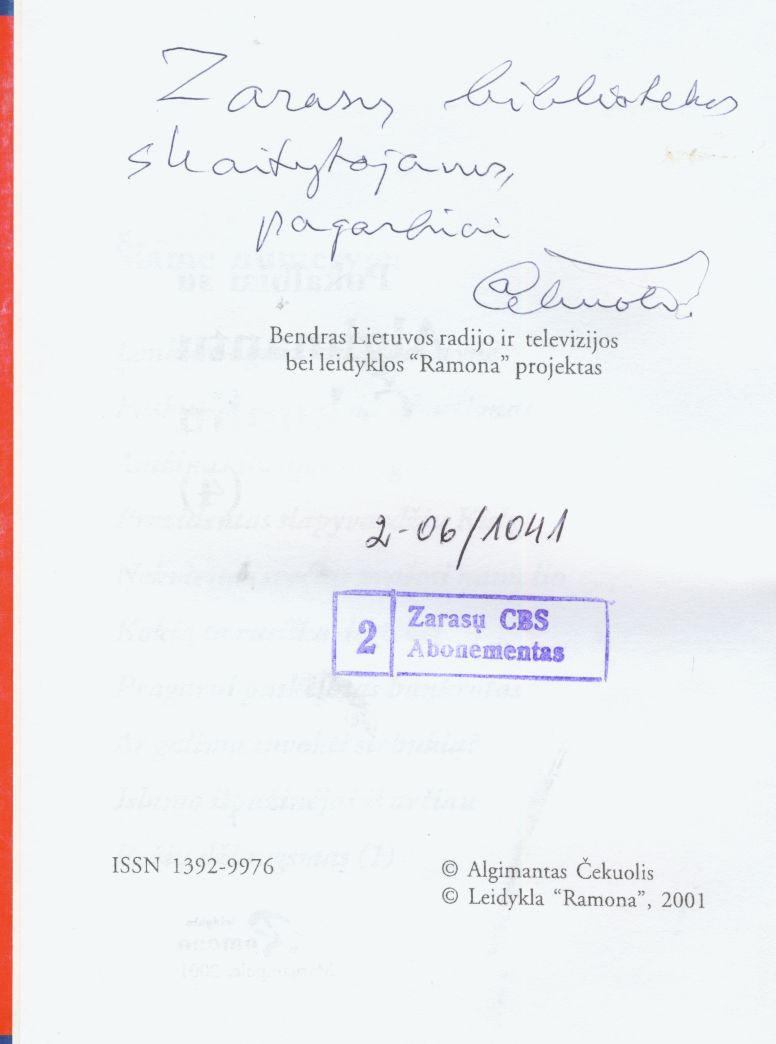 Zarasų bibliotekos
skaitytojams,
pagarbiai
Čekuolis
Bendras Lietuvos radijo ir televizijos
bei leidyklos “Ramona” projektas
2-06/1041
2 Zarasų CBS
Abonementas
ISSN 1392-9976
© Algimantas Čekuolis
© Leidykla “Ramona”, 2001